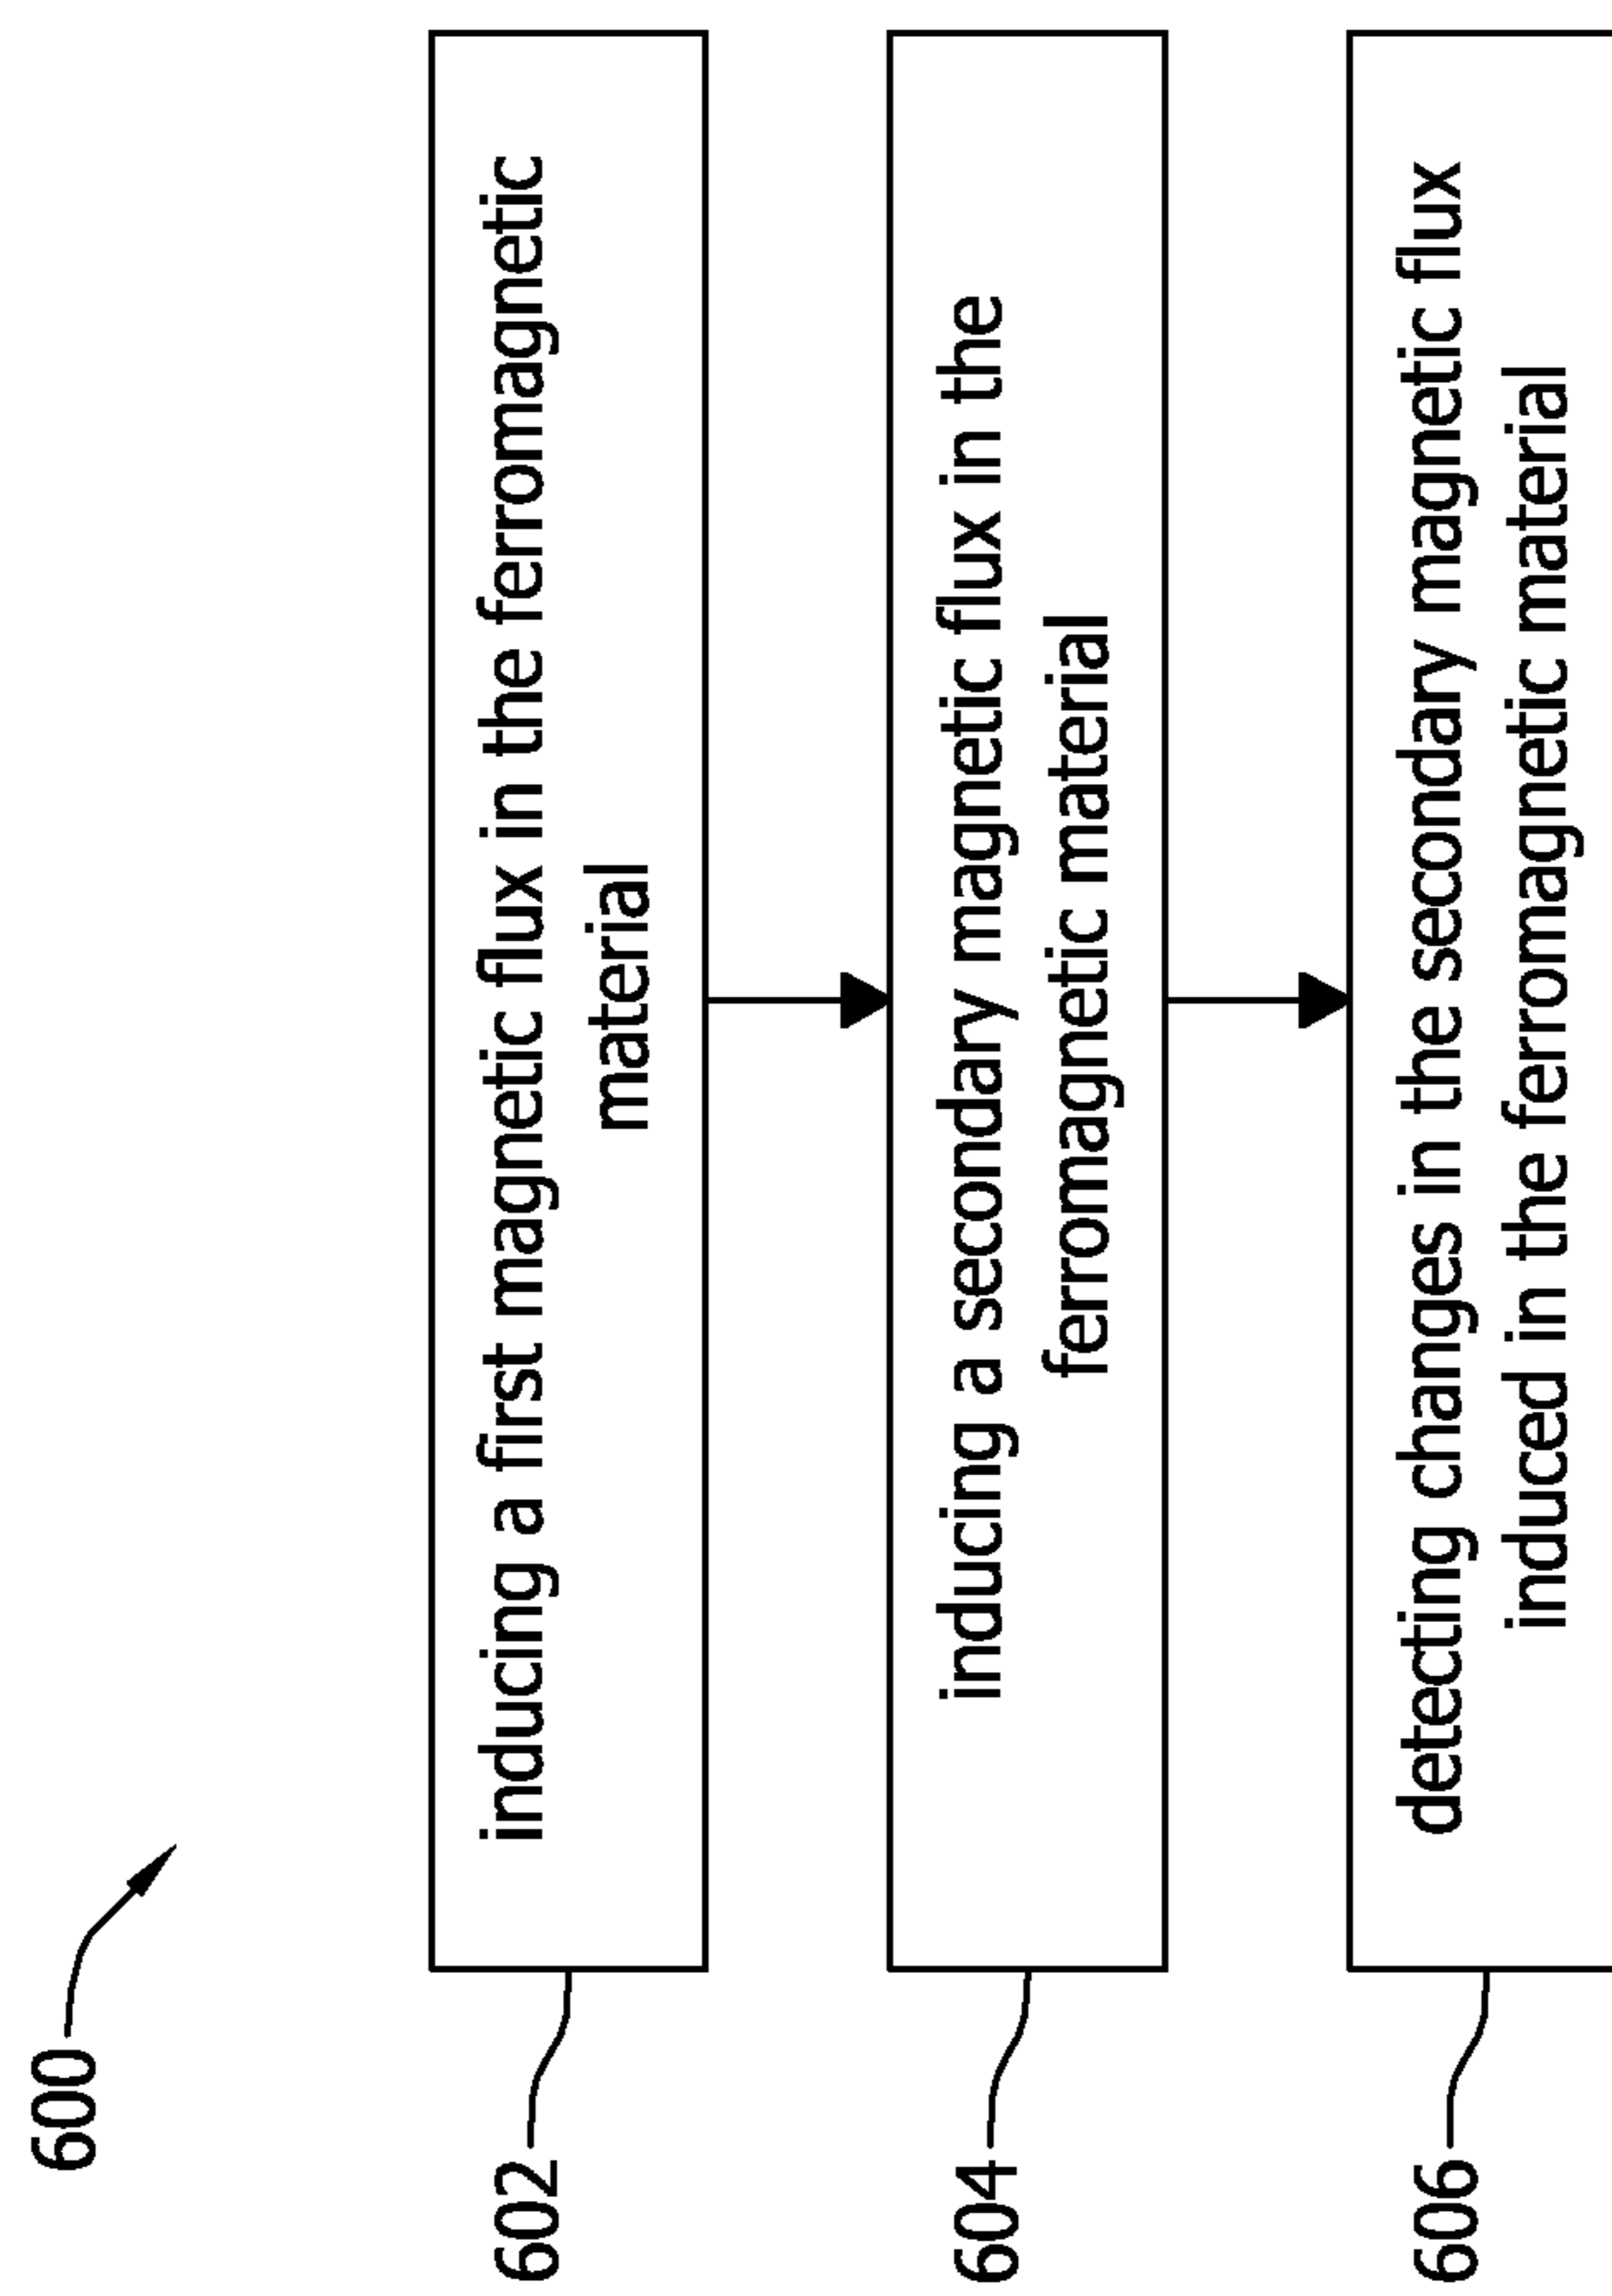 600
602
inducing a first magnetic flux in the ferromagnetic
material
604
inducing a secondary magnetic flux in the
ferromagnetic material
606
detecting changes in the secondary magnetic flux
induced in the ferromagnetic material